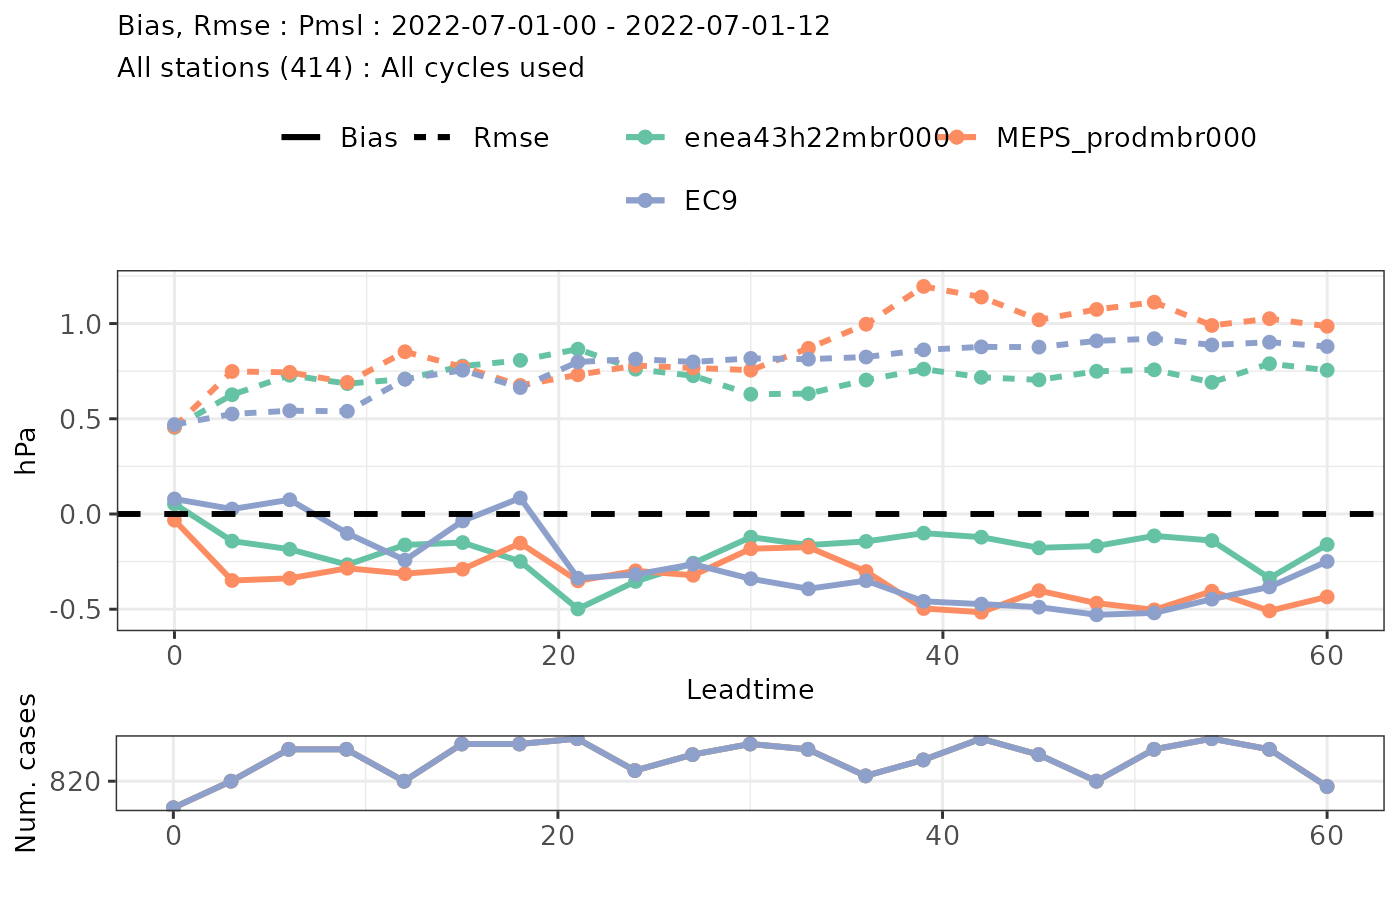 Bias, Rmse : Pmsl : 2022-07-01-00 - 2022-07-01-12
All stations (414) : All cycles used
Bias Rmse enea43h22mbr000 MEPS_prodmbr000
EC9
1.0
0.5
0.0
-0.5
hPa
0 20 40 60
Leadtime
820
Num. cases
0 20 40 60